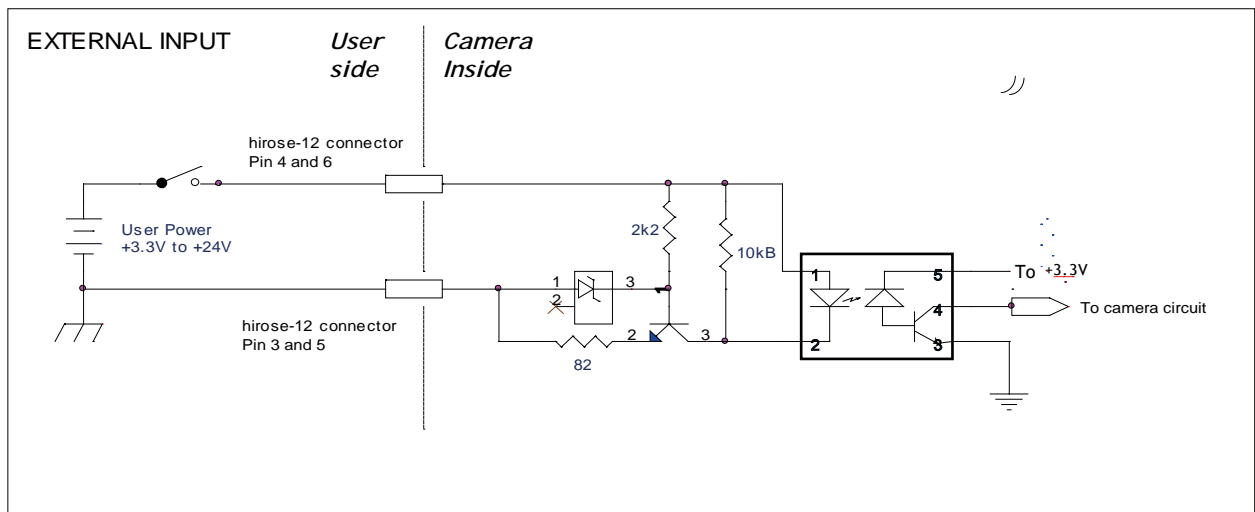 EXTERNAL INPUT
User side
Camera Inside
hirose-12 connector
Pin 4 and 6
User Power
+3.3V to +24V
2k2
10kB
1
2
3
1
2
3
82
hirose-12 connector
Pin 3 and 5
1
2
5
4
3
To +3.3V
To camera circuit